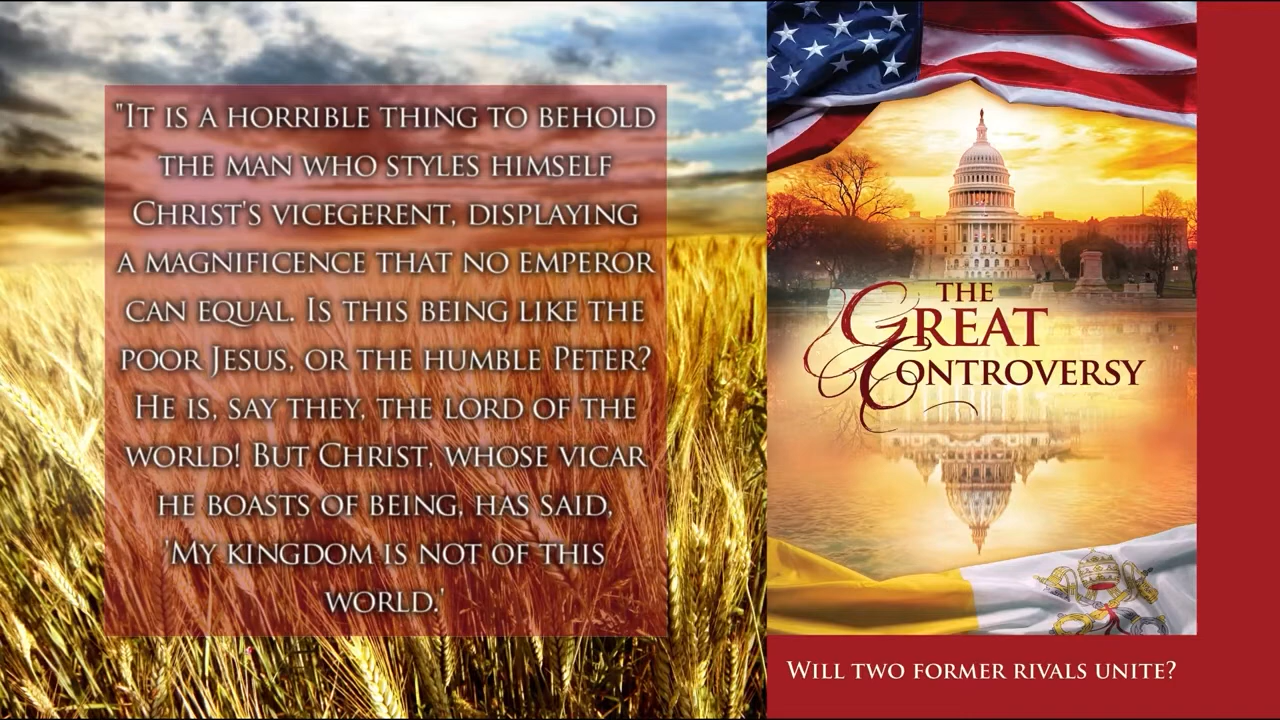 "It is a horrible thing to behold
the man who styles himself
Christ's vicegerent, displaying
a magnificence that no emperor
can equal. Is this being like the
poor Jesus, or the humble Peter?
He is, say they, the lord of the
world! But Christ, whose vicar
he boasts of being, has said,
'My kingdom is not of this
world.'
The
Great
Controversy
Will two former rivals unite?